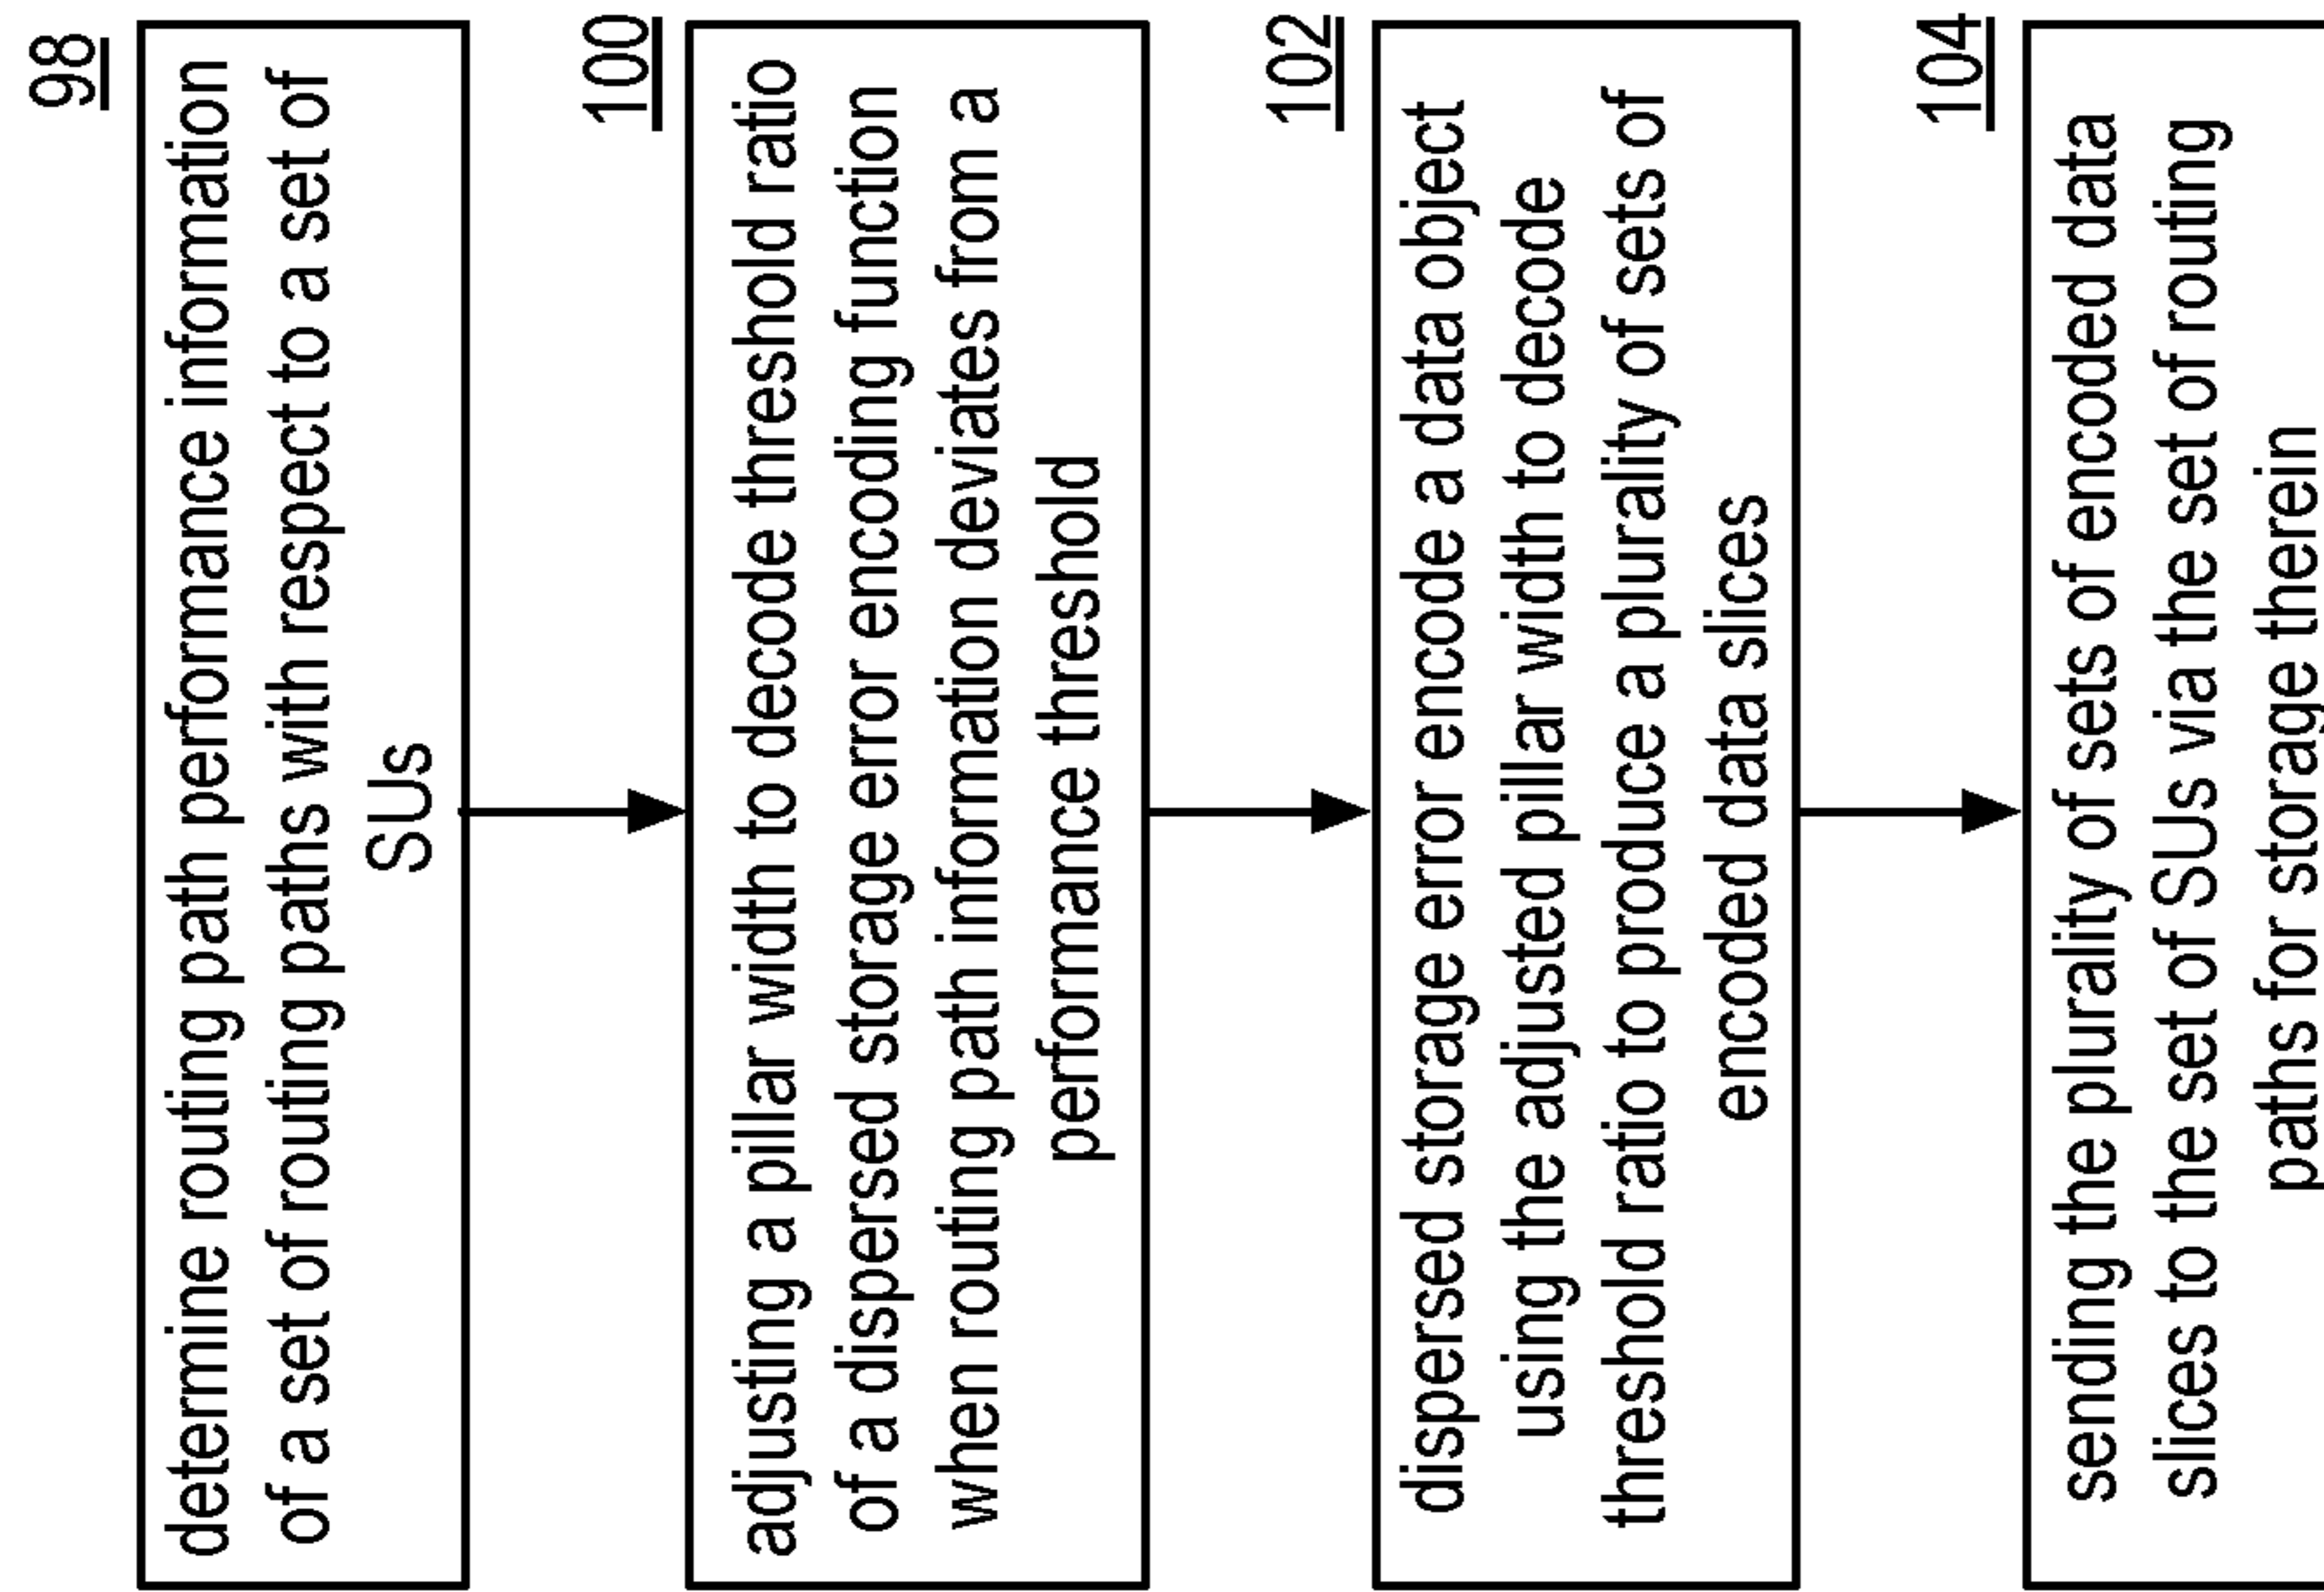 98
determine routing path performance information
of a set of routing paths with respect to a set of
SUs
100
adjusting a pillar width to decode threshold ratio
of a dispersed storage error encoding function
when routing path information deviates from a
performance threshold
102
dispersed storage error encode a data object
using the adjusted pillar width to decode
threshold ratio to produce a plurality of sets of
encoded data slices
104
sending the plurality of sets of encoded data
slices to the set of SUs via the set of routing
paths for storage therein